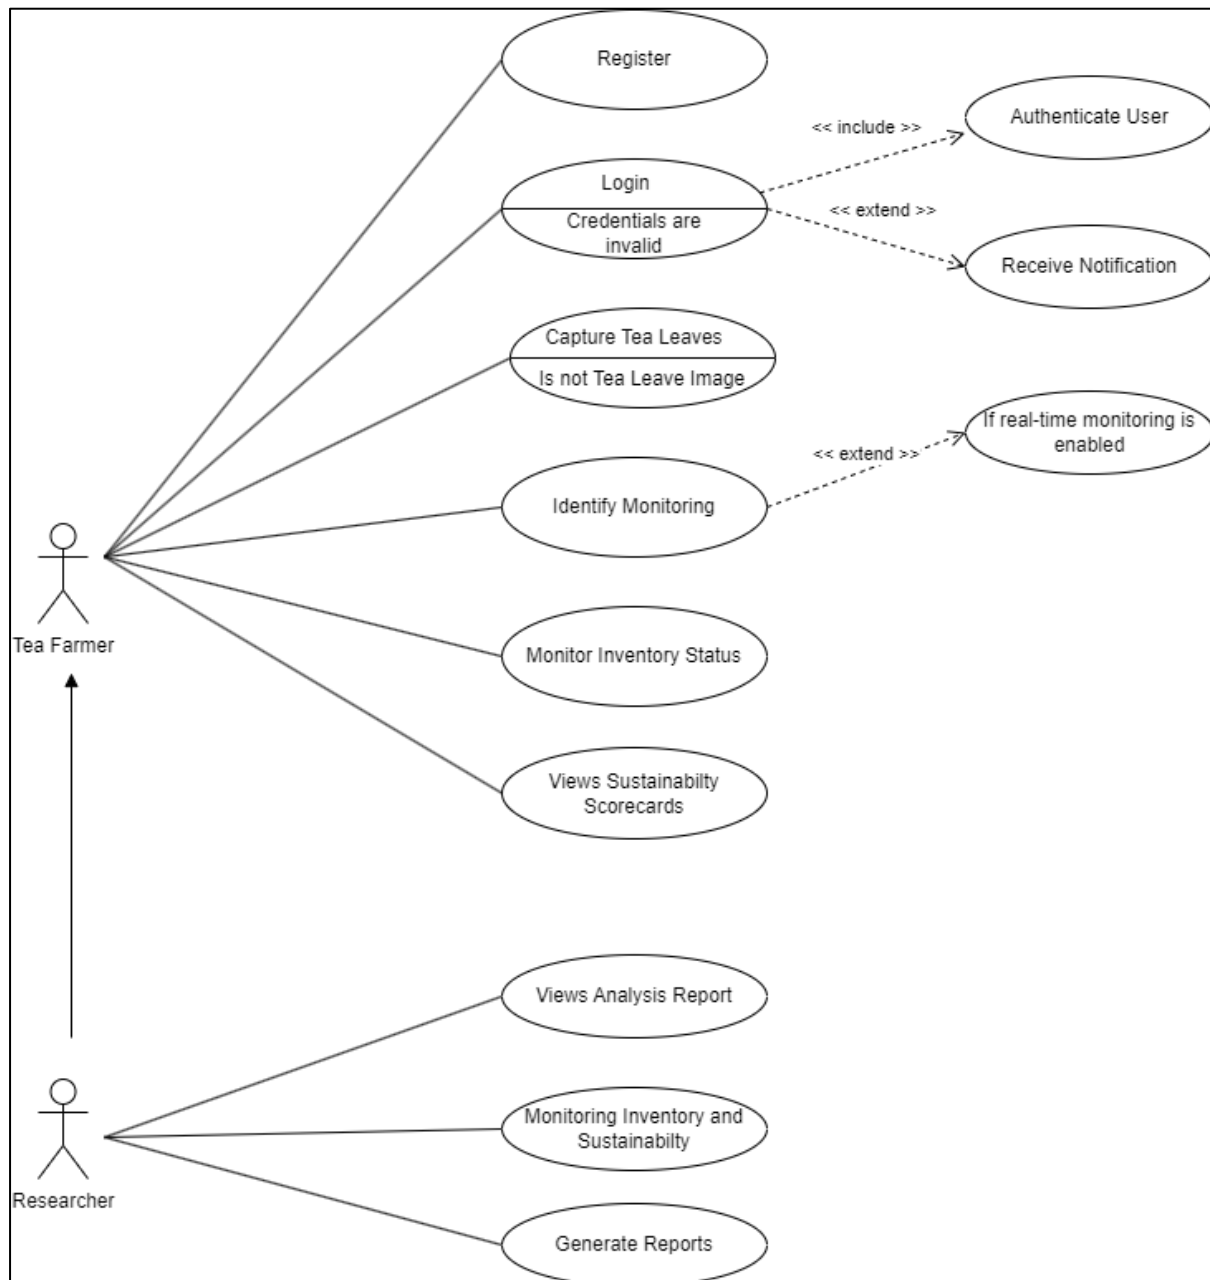 Register
Authenticate User
<< include >>
Login
Credentials are
invalid
<< extend >>
Receive Notification
Capture Tea Leaves
Is not Tea Leave Image
If real-time monitoring is
enabled
<< extend >>
Identify Monitoring
Tea Farmer
Monitor Inventory Status
Views Sustainabilty
Scorecards
Views Analysis Report
Monitoring Inventory and
Sustainabilty
Researcher
Generate Reports